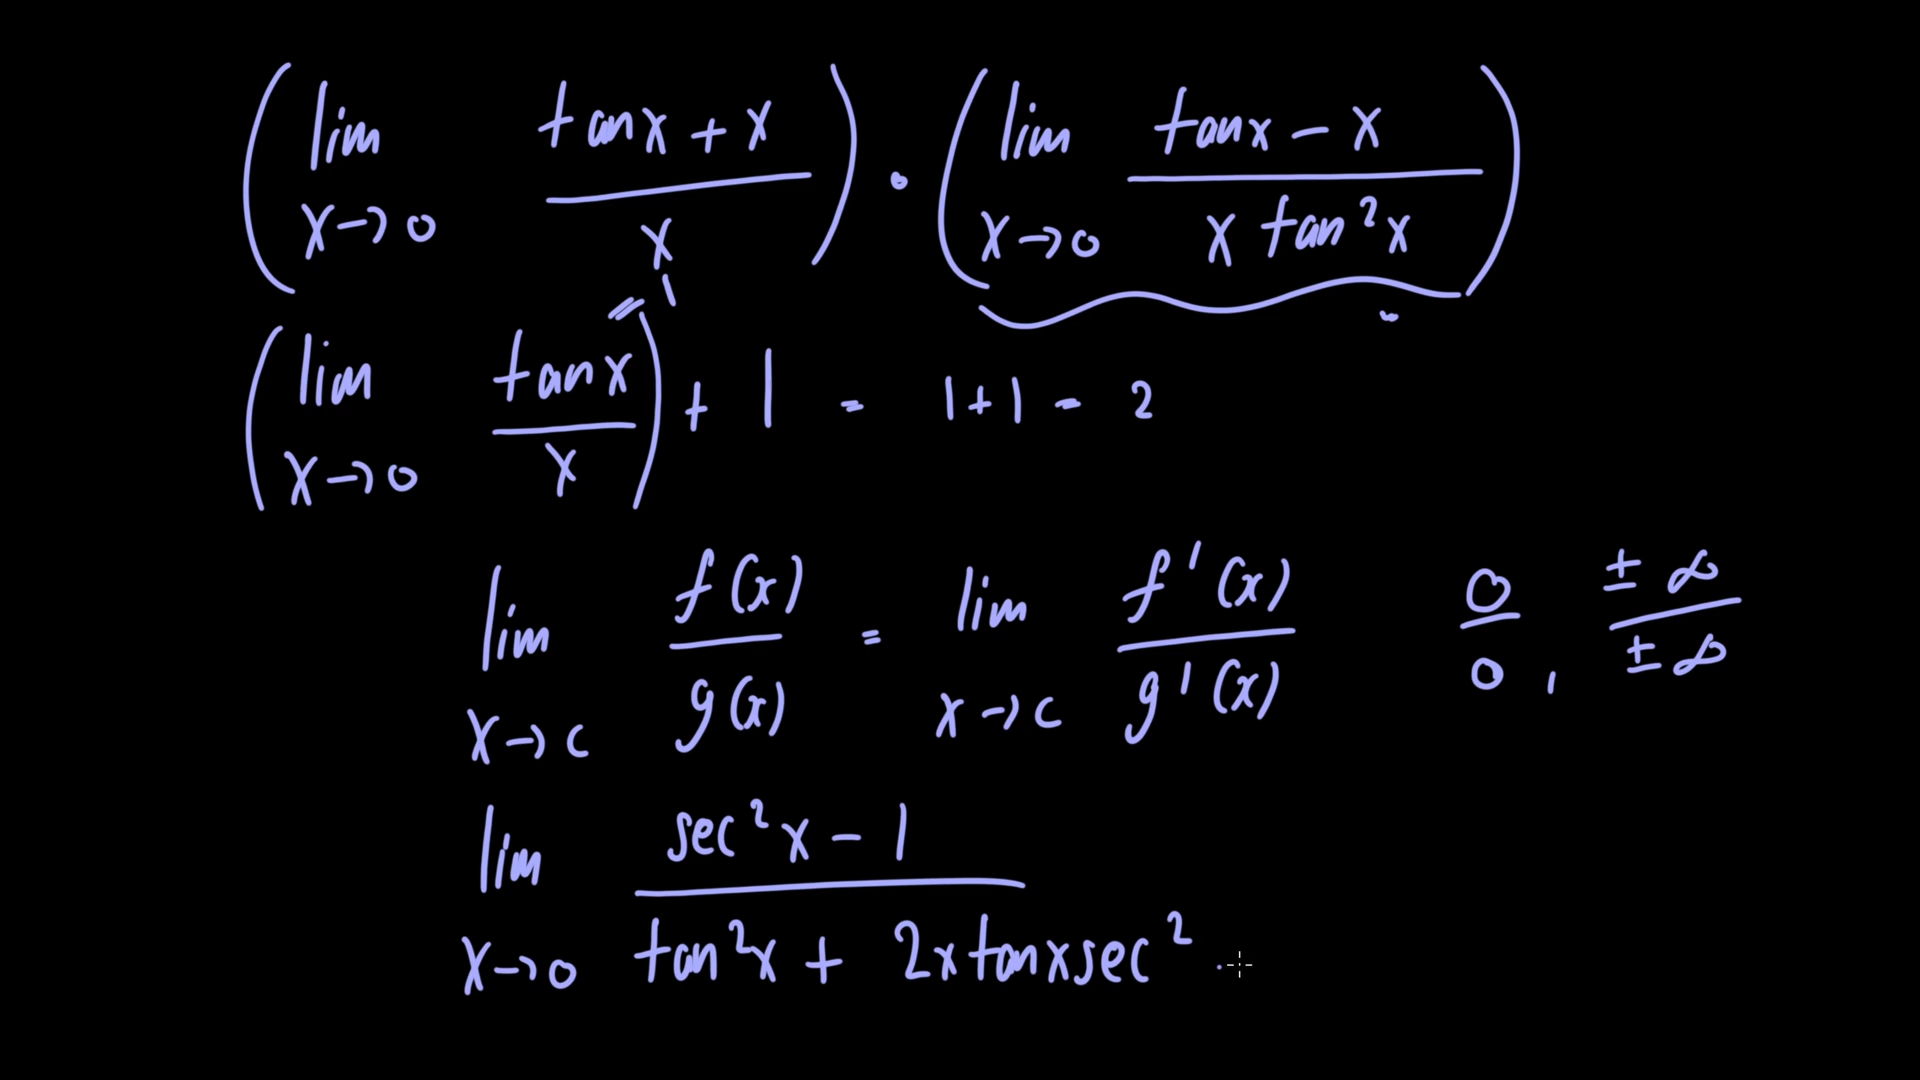 (lim x→0 (tan x + x)/x) · (lim x→0 (tan x − x)/(x tan²x))
(lim x→0 tan x/x) + 1 = 1 + 1 = 2
lim x→c f(x)/g(x) = lim x→c f'(x)/g'(x)   0/0 , ±∞/±∞
lim x→0 (sec²x − 1)/(tan²x + 2x tan x sec²